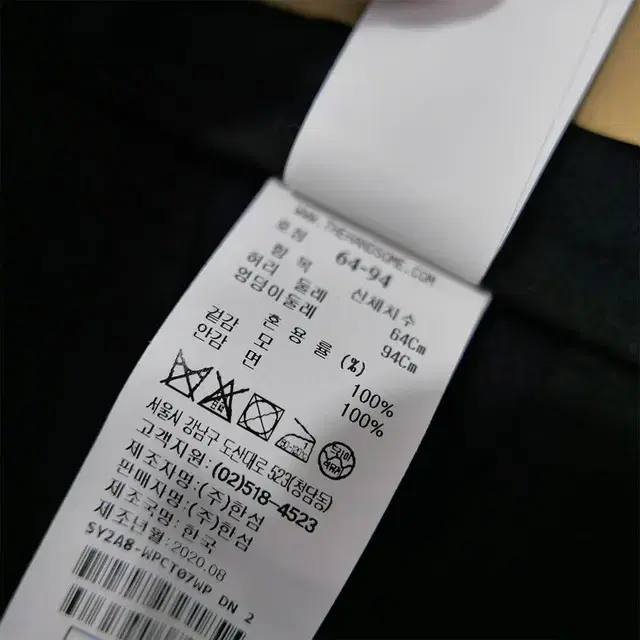 WWW.THEHANDSOME.COM
호칭 64-94
항 목 신체치수
허리 둘레 64Cm
엉덩이둘레 94Cm
혼 용 률 (%)
겉감 모 100%
안감 면 100%
서울시 강남구 도산대로 523(청담동)
고객지원: (02)518-4523
제조자명:(주)한섬
판매자명:(주)한섬
제조국명: 한국
제조년월: 2020.08
SY2A8-WPCT07WP DN 2